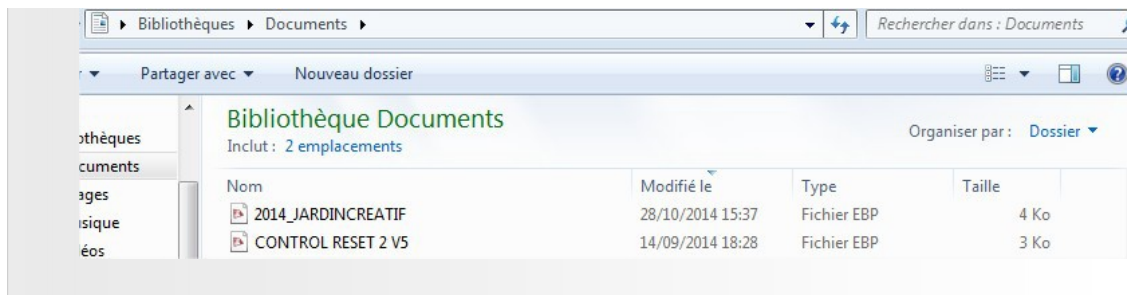 Bibliothèques Documents Rechercher dans : Documents
Partager avec Nouveau dossier
Bibliothèque Documents
Inclut : 2 emplacements
Organiser par : Dossier
othèques
cuments
ages
usique
éos
Nom Modifié le Type Taille
2014_JARDINCREATIF 28/10/2014 15:37 Fichier EBP 4 Ko
CONTROL RESET 2 V5 14/09/2014 18:28 Fichier EBP 3 Ko